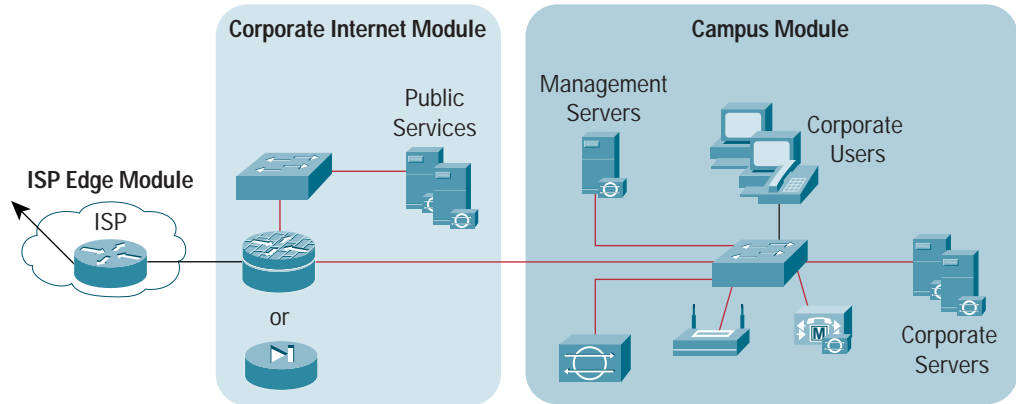 Corporate Internet Module
Campus Module
Public
Services
Management
Servers
Corporate
Users
ISP Edge Module
ISP
or
M
Corporate
Servers